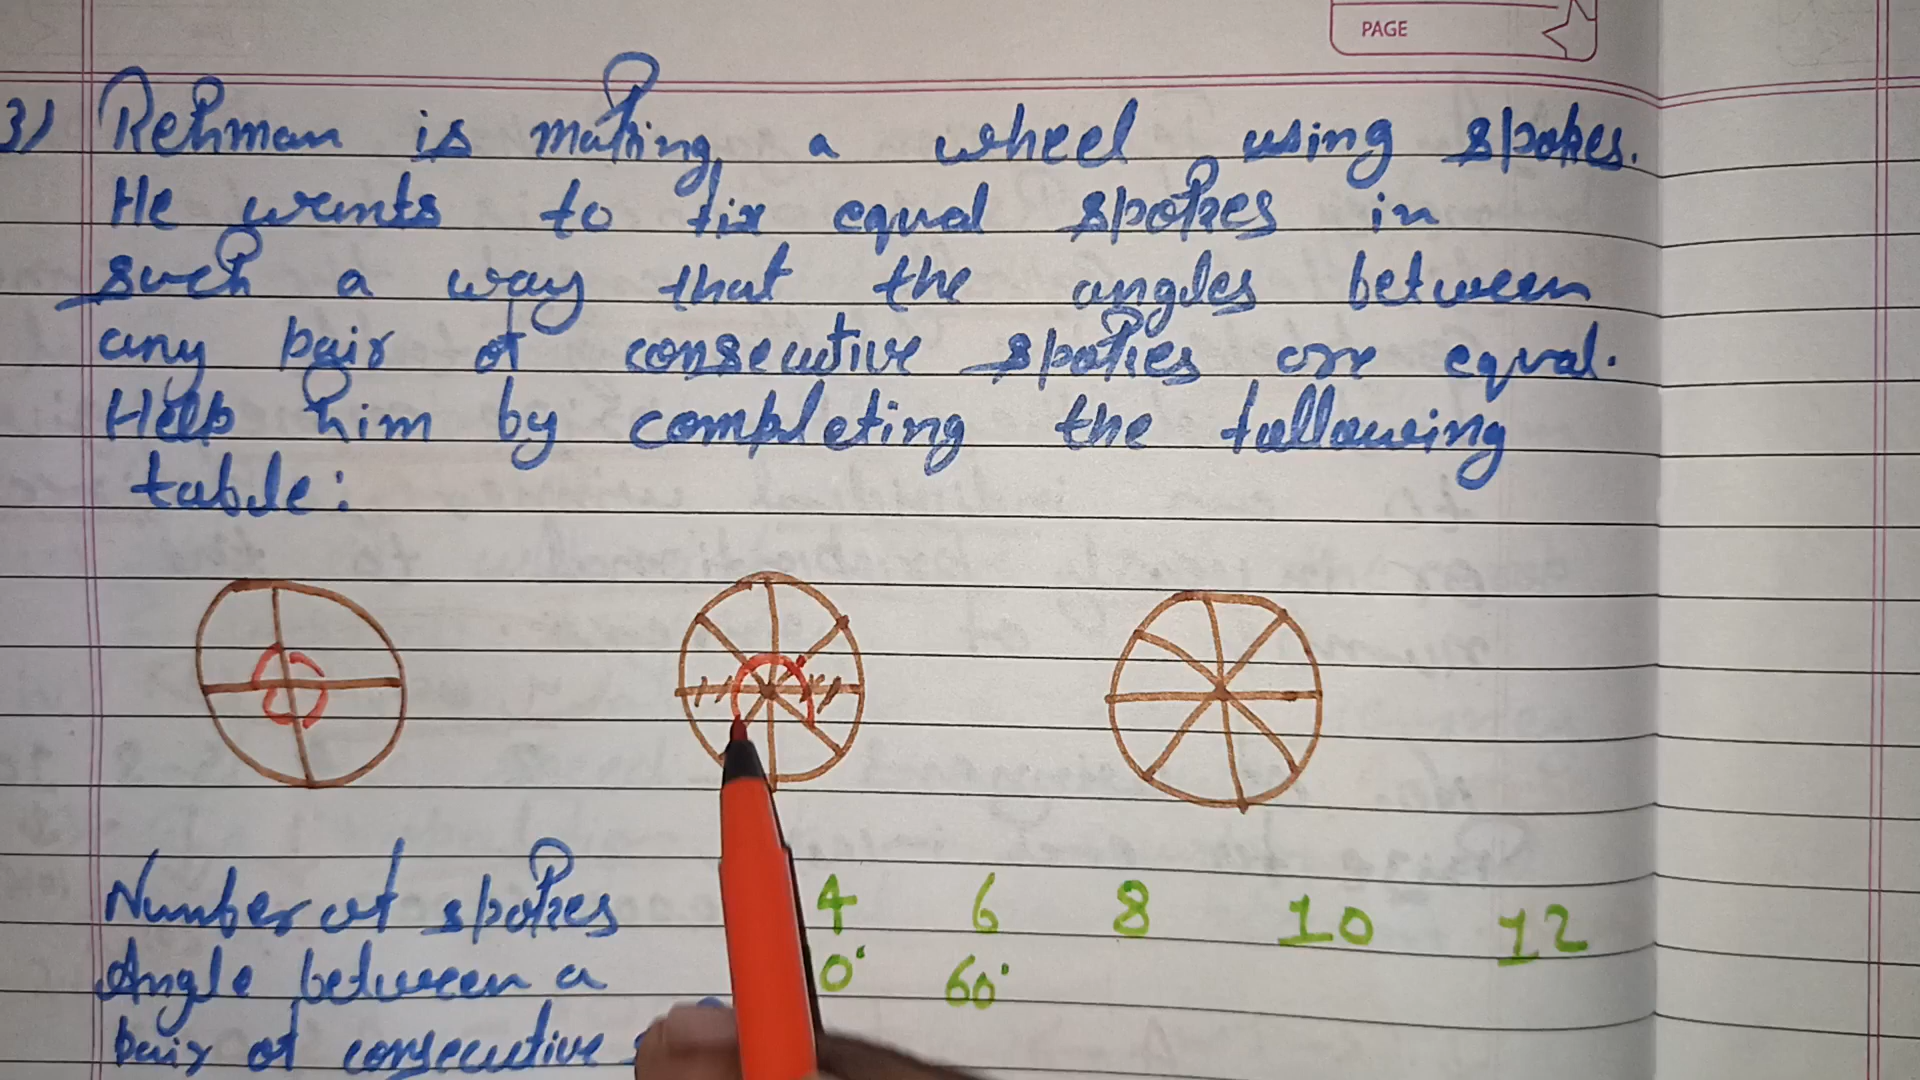 PAGE
3) Rehman is making a wheel using spokes.
He wants to fix equal spokes in
such a way that the angles between
any pair of consecutive spokes are equal.
Help him by completing the following
table:
Number of spokes 4 6 8 10 12
Angle between a 0° 60°
pair of consecutive